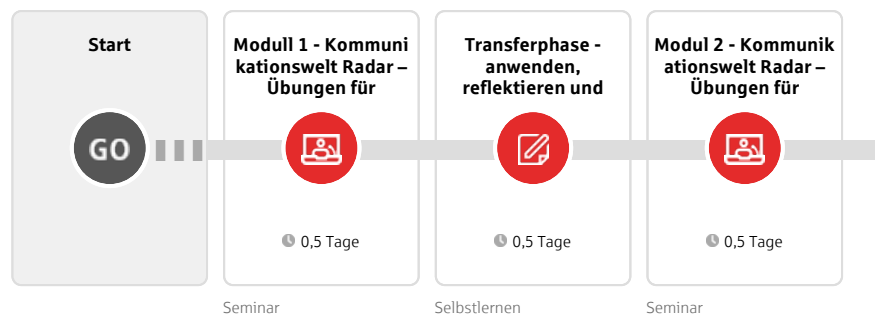 Start
GO
Modull 1 - Kommuni
kationswelt Radar –
Übungen für
0,5 Tage
Seminar
Transferphase -
anwenden,
reflektieren und
0,5 Tage
Selbstlernen
Modul 2 - Kommunik
ationswelt Radar –
Übungen für
0,5 Tage
Seminar